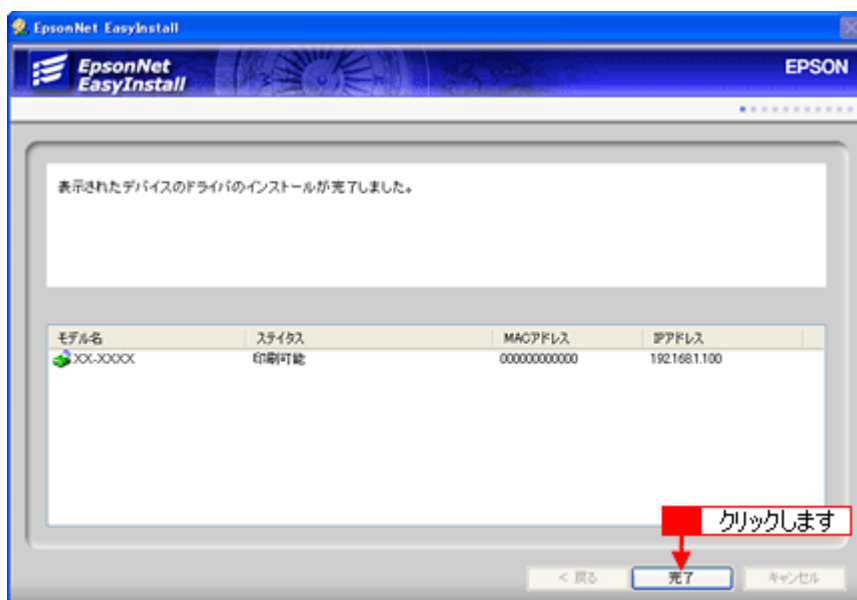 EpsonNet EasyInstall
EpsonNet
EasyInstall
EPSON
表示されたデバイスのドライバのインストールが完了しました。
モデル名 ステイタス MACアドレス IPアドレス
XX-XXXX 印刷可能 000000000000 192.168.1.100
クリックします
< 戻る 完了 キャンセル